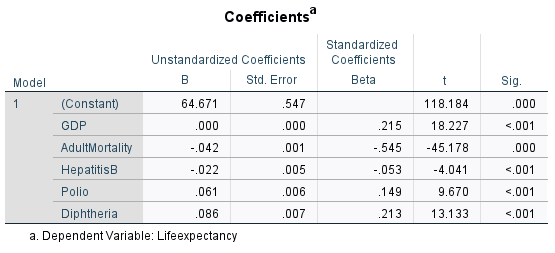 Coefficientsa
Unstandardized Coefficients Standardized Coefficients
Model B Std. Error Beta t Sig.
1 (Constant) 64.671 .547 118.184 .000
GDP .000 .000 .215 18.227 <.001
AdultMortality -.042 .001 -.545 -45.178 .000
HepatitisB -.022 .005 -.053 -4.041 <.001
Polio .061 .006 .149 9.670 <.001
Diphtheria .086 .007 .213 13.133 <.001
a. Dependent Variable: Lifeexpectancy